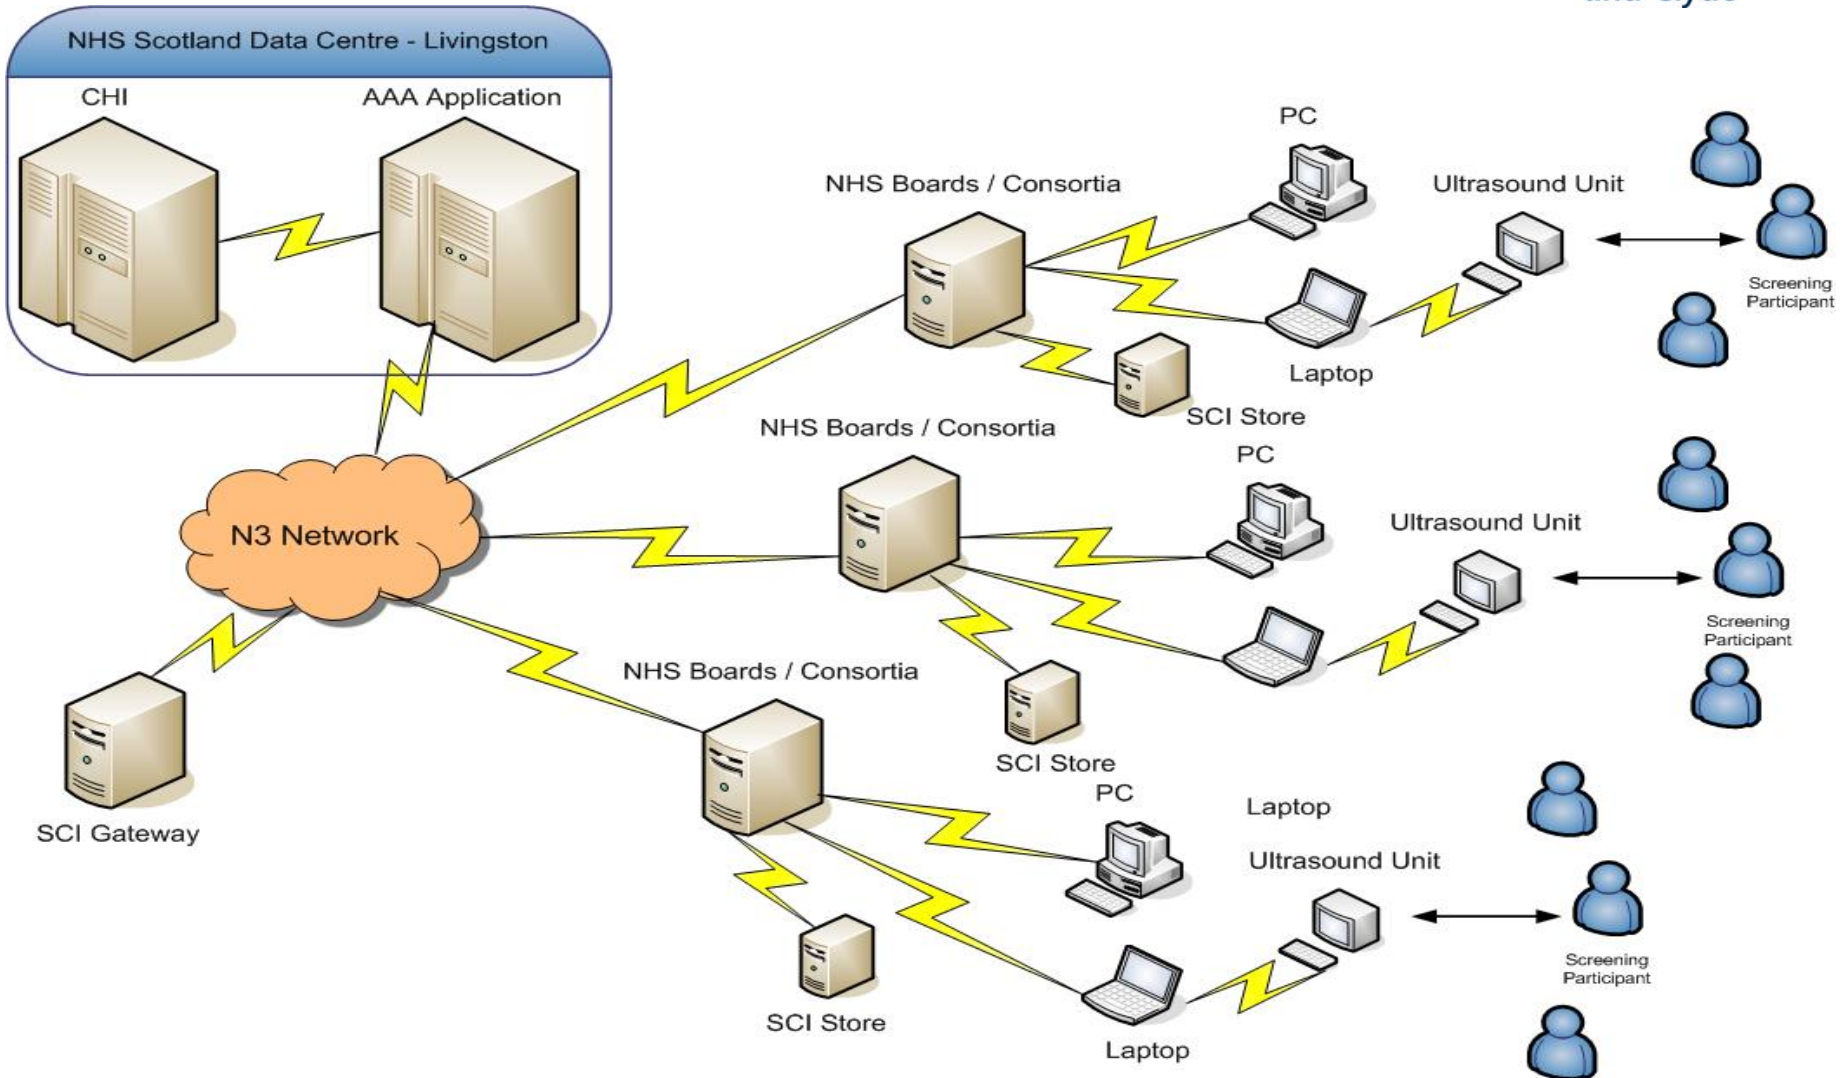 NHS Scotland Data Centre - Livingston
CHI
AAA Application
PC
NHS Boards / Consortia
Ultrasound Unit
Screening
Participant
Laptop
SCI Store
NHS Boards / Consortia
PC
Ultrasound Unit
N3 Network
Screening
Participant
NHS Boards / Consortia
SCI Store
PC
Laptop
SCI Gateway
Ultrasound Unit
Screening
Participant
SCI Store
Laptop